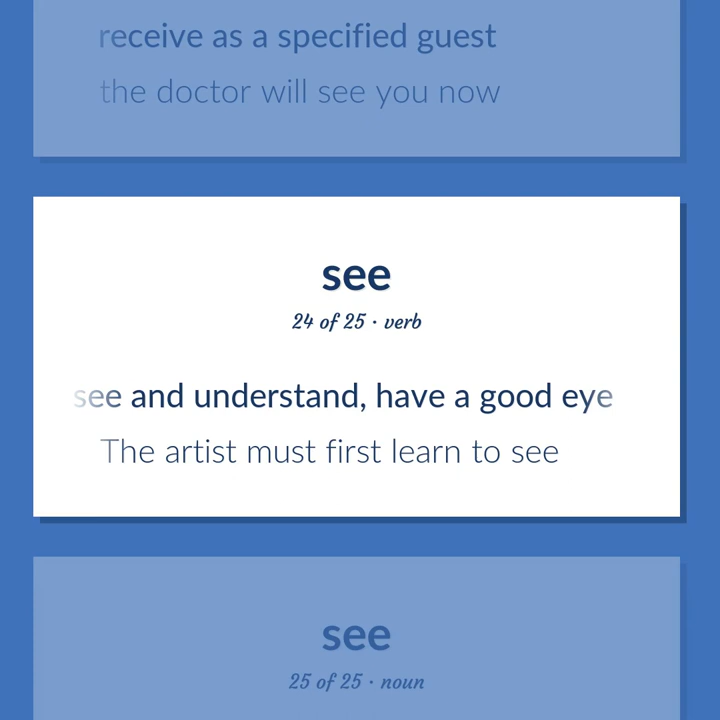 receive as a specified guest
the doctor will see you now
see
24 of 25 · verb
see and understand, have a good eye
The artist must first learn to see
see
25 of 25 · noun